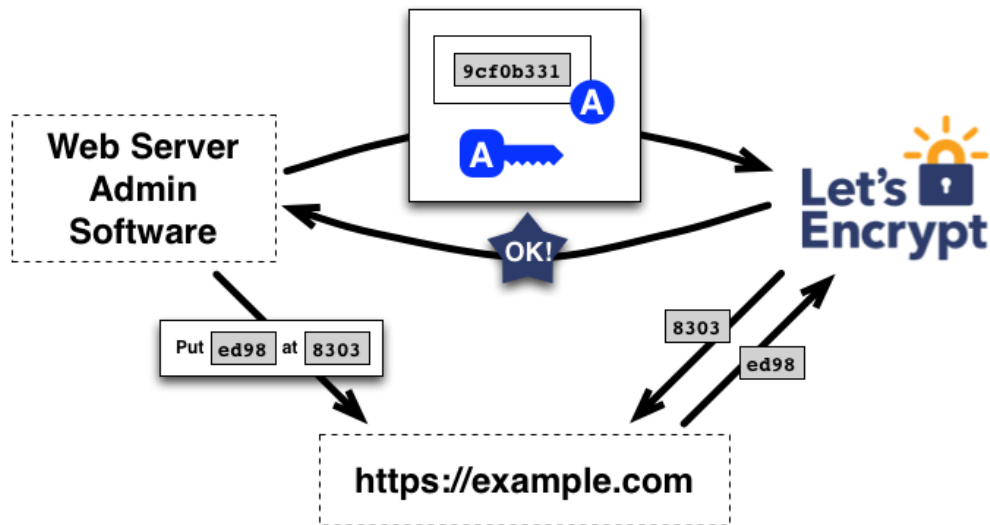 9cf0b331
A
A
Web Server
Admin
Software
Let's
Encrypt
OK!
Put ed98 at 8303
8303
ed98
https://example.com